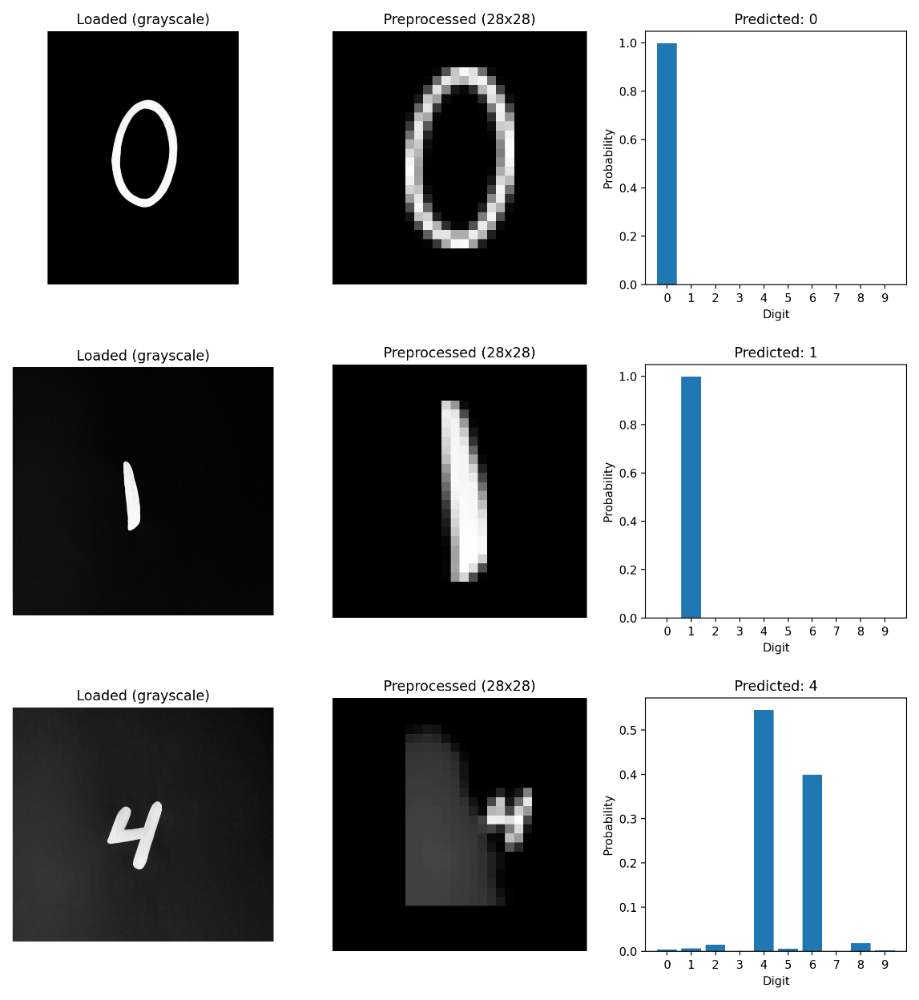 Loaded (grayscale)
0
Preprocessed (28x28)
Predicted: 0
Probability
1.0
0.8
0.6
0.4
0.2
0.0
0 1 2 3 4 5 6 7 8 9
Digit
Loaded (grayscale)
1
Preprocessed (28x28)
Predicted: 1
Probability
1.0
0.8
0.6
0.4
0.2
0.0
0 1 2 3 4 5 6 7 8 9
Digit
Loaded (grayscale)
4
Preprocessed (28x28)
Predicted: 4
Probability
0.5
0.4
0.3
0.2
0.1
0.0
0 1 2 3 4 5 6 7 8 9
Digit